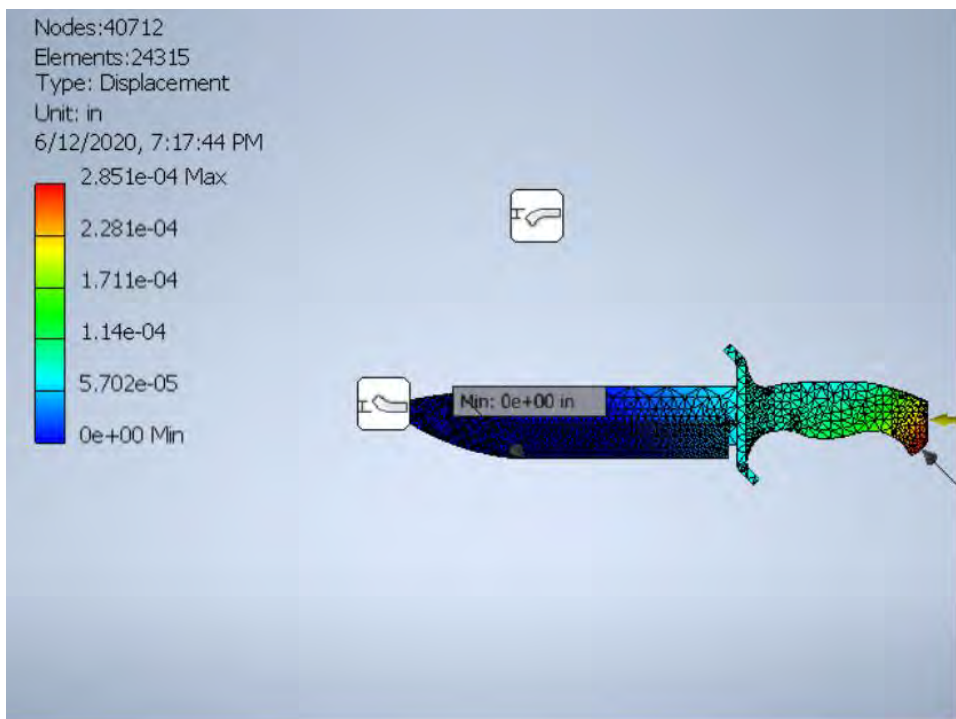 Nodes:40712
Elements:24315
Type: Displacement
Unit: in
6/12/2020, 7:17:44 PM
2.851e-04 Max
2.281e-04
1.711e-04
1.14e-04
5.702e-05
0e+00 Min
Min: 0e+00 in